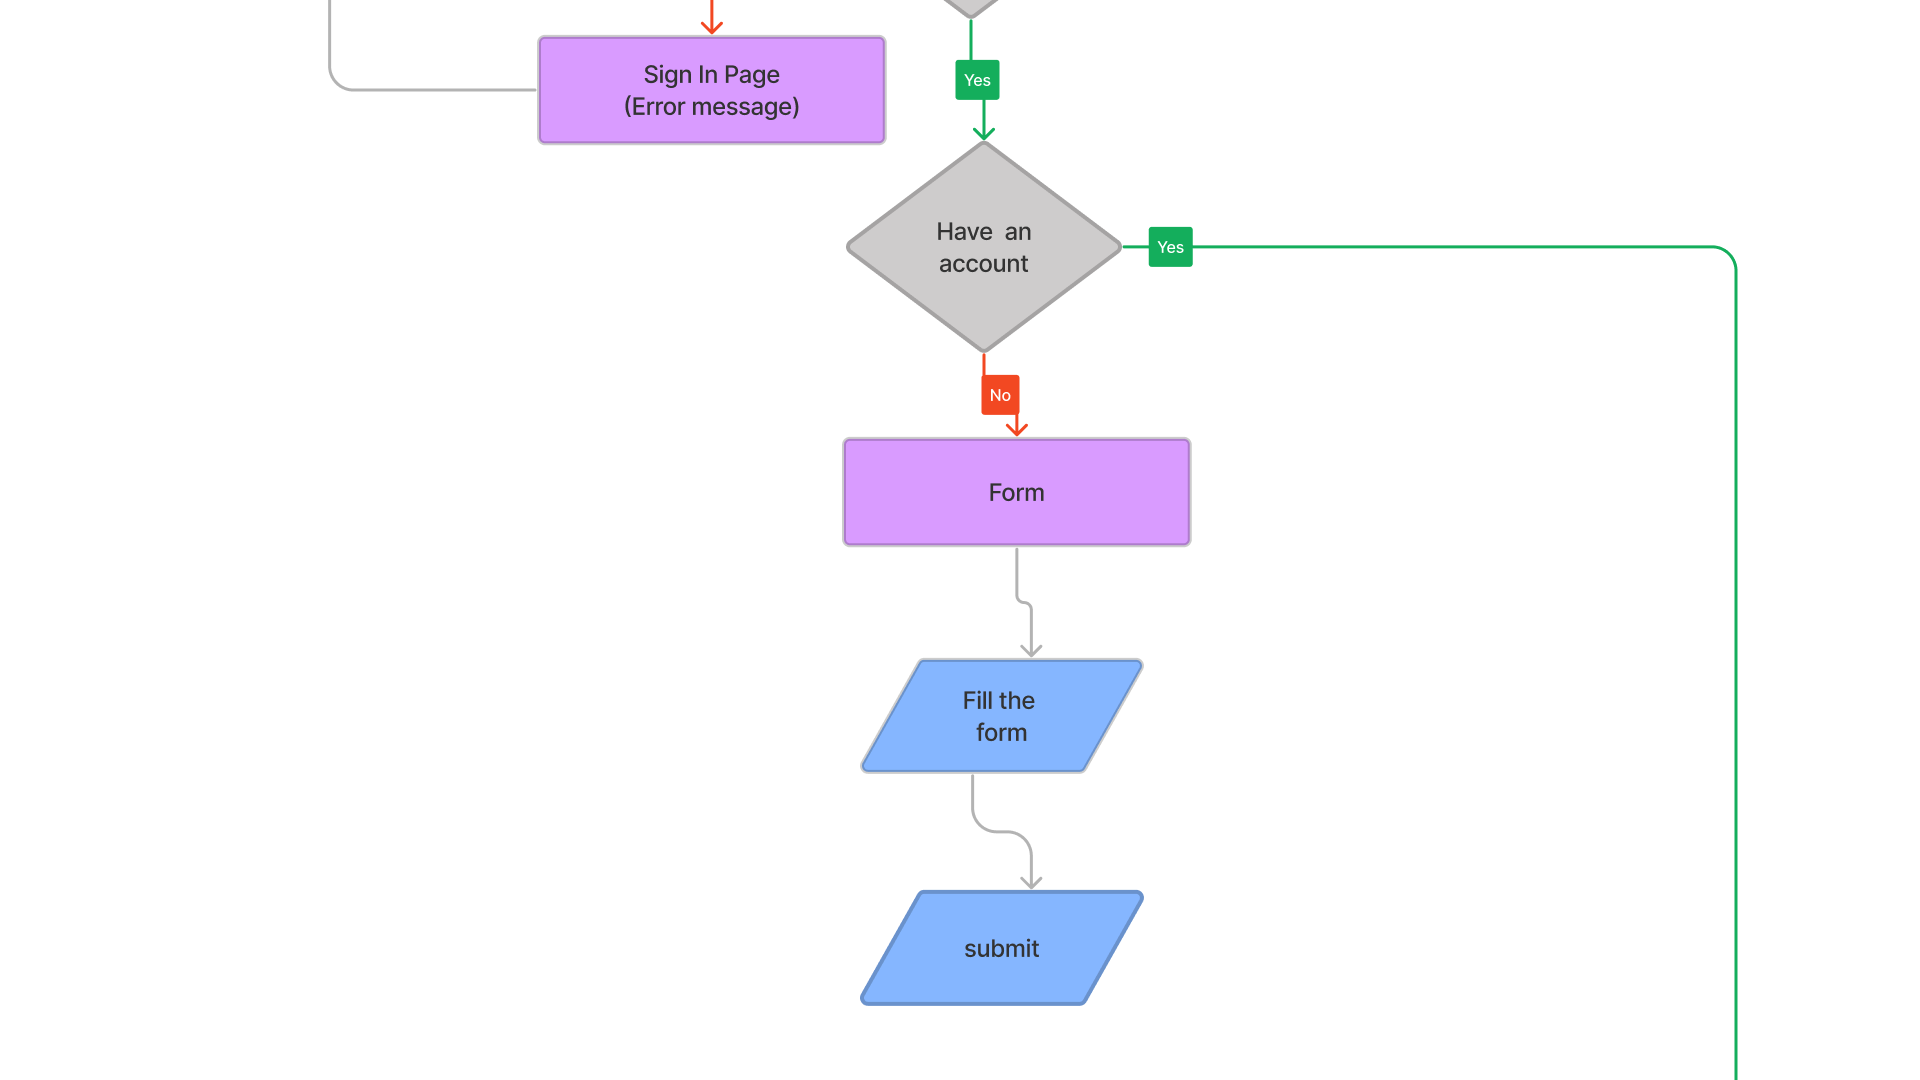 Sign In Page
(Error message)
Yes
Have  an
account
Yes
No
Form
Fill the
form
submit